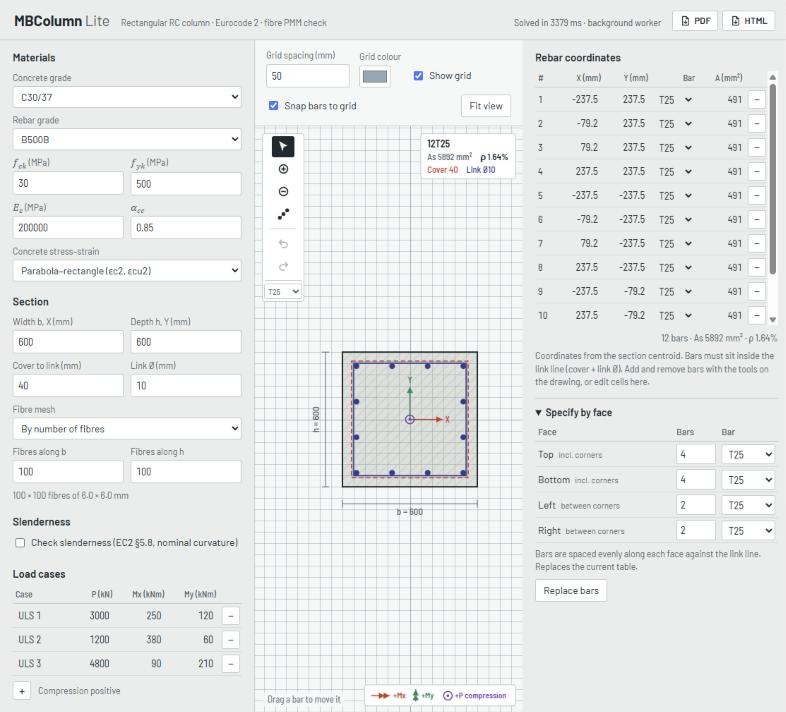 MBColumn Lite Rectangular RC column · Eurocode 2 · fibre PMM check
Solved in 3379 ms · background worker
PDF
HTML
Materials
Concrete grade
C30/37
Rebar grade
B500B
fck (MPa) fyk (MPa)
30 500
Es (MPa) αcc
200000 0.85
Concrete stress-strain
Parabola-rectangle (εc2, εcu2)
Section
Width b, X (mm) Depth h, Y (mm)
600 600
Cover to link (mm) Link Ø (mm)
40 10
Fibre mesh
By number of fibres
Fibres along b Fibres along h
100 100
100 × 100 fibres of 6.0 × 6.0 mm
Slenderness
Check slenderness (EC2 §5.8, nominal curvature)
Load cases
Case P (kN) Mx (kNm) My (kNm)
ULS 1 3000 250 120 −
ULS 2 1200 380 60 −
ULS 3 4800 90 210 −
+ Compression positive
Grid spacing (mm) Grid colour
50 Show grid
Snap bars to grid Fit view
12T25
As 5892 mm² ρ 1.64%
Cover 40 Link Ø10
T25
Y
X
h = 600
b = 600
Drag a bar to move it
+Mx +My +P compression
Rebar coordinates
# X (mm) Y (mm) Bar A (mm²)
1 -237.5 237.5 T25 491 −
2 -79.2 237.5 T25 491 −
3 79.2 237.5 T25 491 −
4 237.5 237.5 T25 491 −
5 -237.5 -237.5 T25 491 −
6 -79.2 -237.5 T25 491 −
7 79.2 -237.5 T25 491 −
8 237.5 -237.5 T25 491 −
9 -237.5 -79.2 T25 491 −
10 -237.5 79.2 T25 491 −
12 bars · As 5892 mm² · ρ 1.64%
Coordinates from the section centroid. Bars must sit inside the
link line (cover + link Ø). Add and remove bars with the tools on
the drawing, or edit cells here.
Specify by face
Face Bars Bar
Top incl. corners 4 T25
Bottom incl. corners 4 T25
Left between corners 2 T25
Right between corners 2 T25
Bars are spaced evenly along each face against the link line.
Replaces the current table.
Replace bars